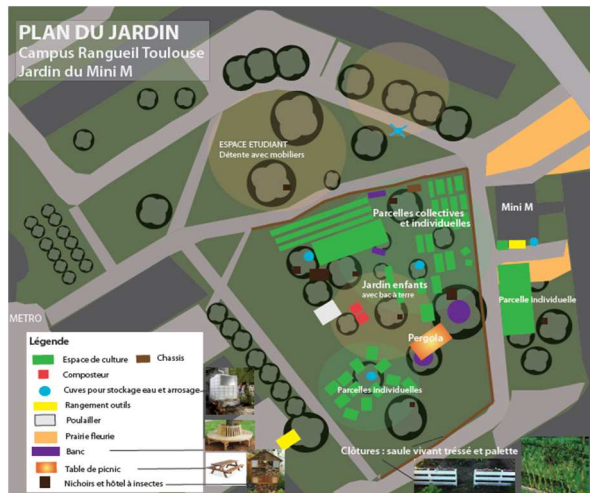 PLAN DU JARDIN
Campus Rangueil Toulouse
Jardin du Mini M
ESPACE ETUDIANT
Détente avec mobiliers
Parcelles collectives
et individuelles
Mini M
Jardin enfants
avec bac à terre
Parcelle individuelle
Pergola
METRO
Parcelles individuelles
Légende
Espace de culture
Chassis
Composteur
Cuves pour stockage eau et arrosage
Rangement outils
Poulailler
Prairie fleurie
Banc
Table de picnic
Nichoirs et hôtel à insectes
Clôtures : saule vivant tréssé et palette